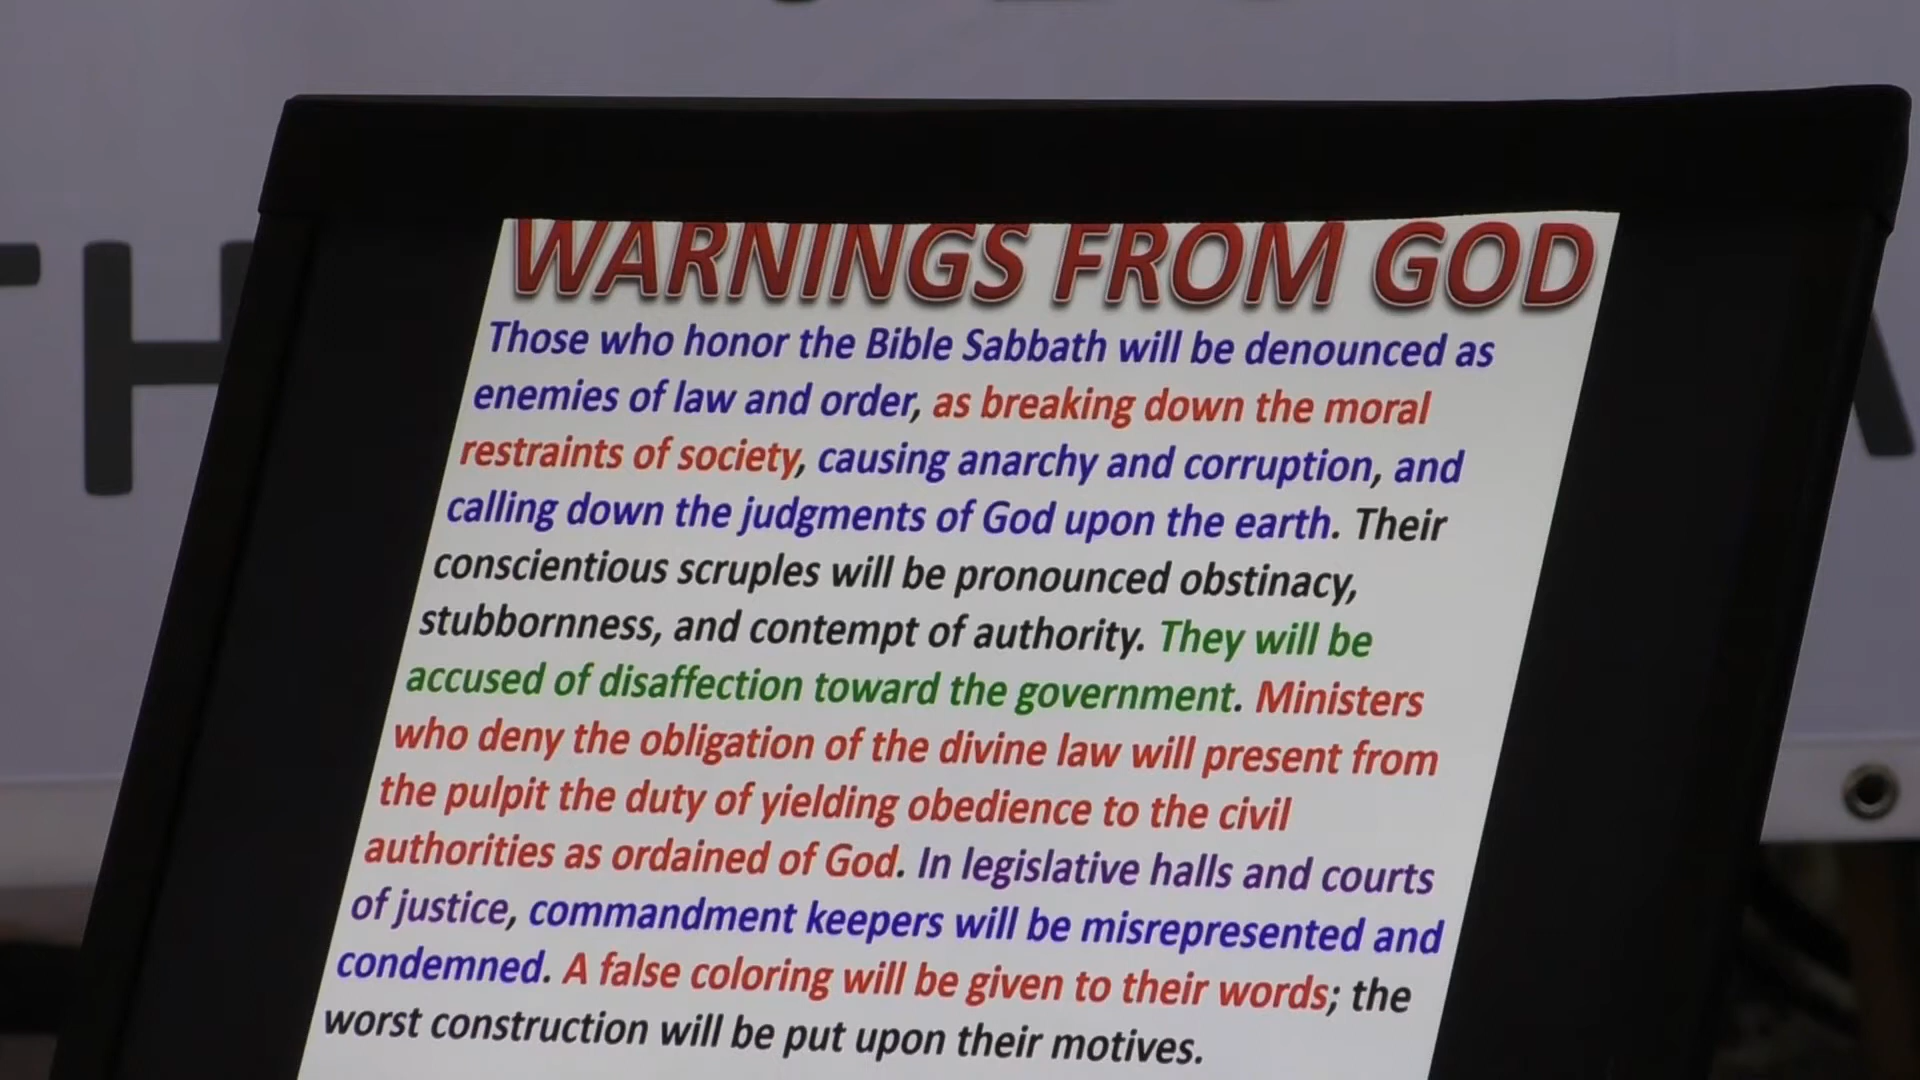 WARNINGS FROM GOD
Those who honor the Bible Sabbath will be denounced as
enemies of law and order, as breaking down the moral
restraints of society, causing anarchy and corruption, and
calling down the judgments of God upon the earth. Their
conscientious scruples will be pronounced obstinacy,
stubbornness, and contempt of authority. They will be
accused of disaffection toward the government. Ministers
who deny the obligation of the divine law will present from
the pulpit the duty of yielding obedience to the civil
authorities as ordained of God. In legislative halls and courts
of justice, commandment keepers will be misrepresented and
condemned. A false coloring will be given to their words; the
worst construction will be put upon their motives.